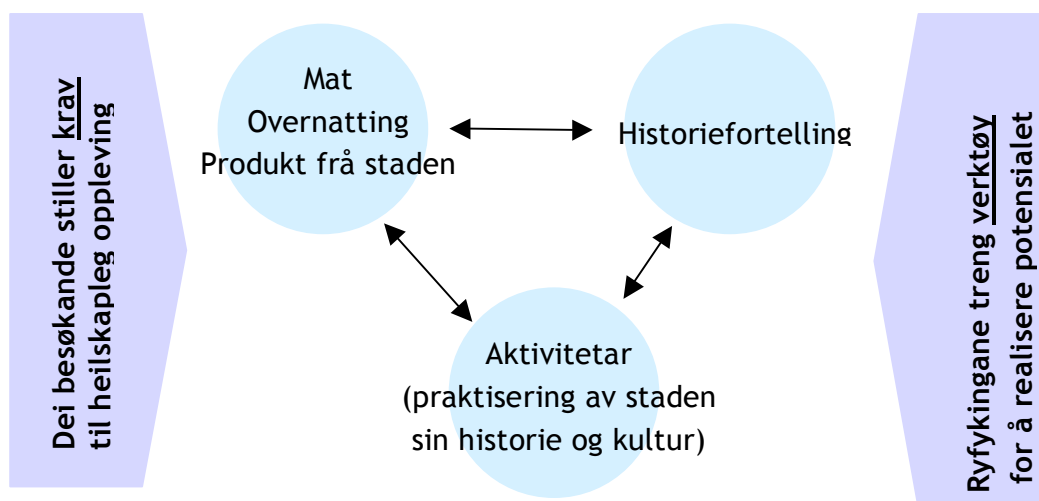 Dei besøkande stiller krav
til heilskapleg oppleving
Mat
Overnatting
Produkt frå staden
Historiefortelling
Aktivitetar
(praktisering av staden
sin historie og kultur)
Ryfykingane treng verktøy
for å realisere potensialet